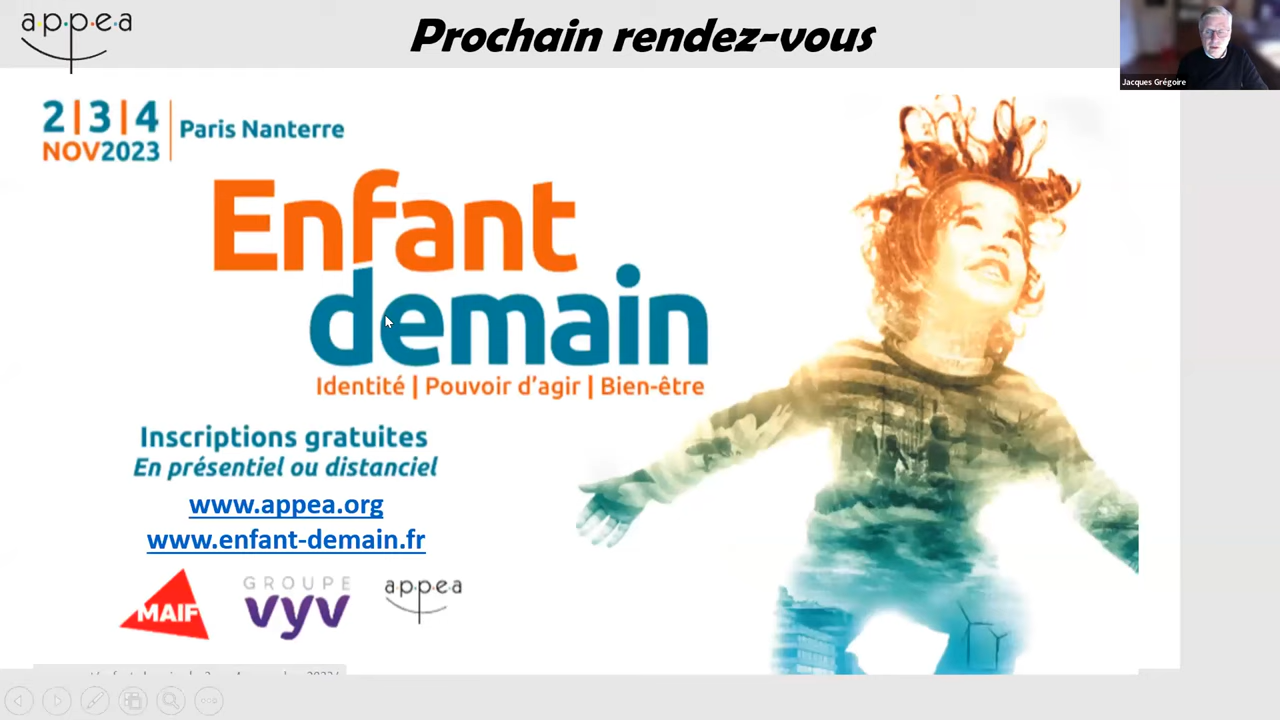 appea
Prochain rendez-vous
Jacques Grégoire
2|3|4
NOV2023
Paris Nanterre
Enfant
demain
Identité | Pouvoir d'agir | Bien-être
Inscriptions gratuites
En présentiel ou distanciel
www.appea.org
www.enfant-demain.fr
MAIF
GROUPE
vyv
appea